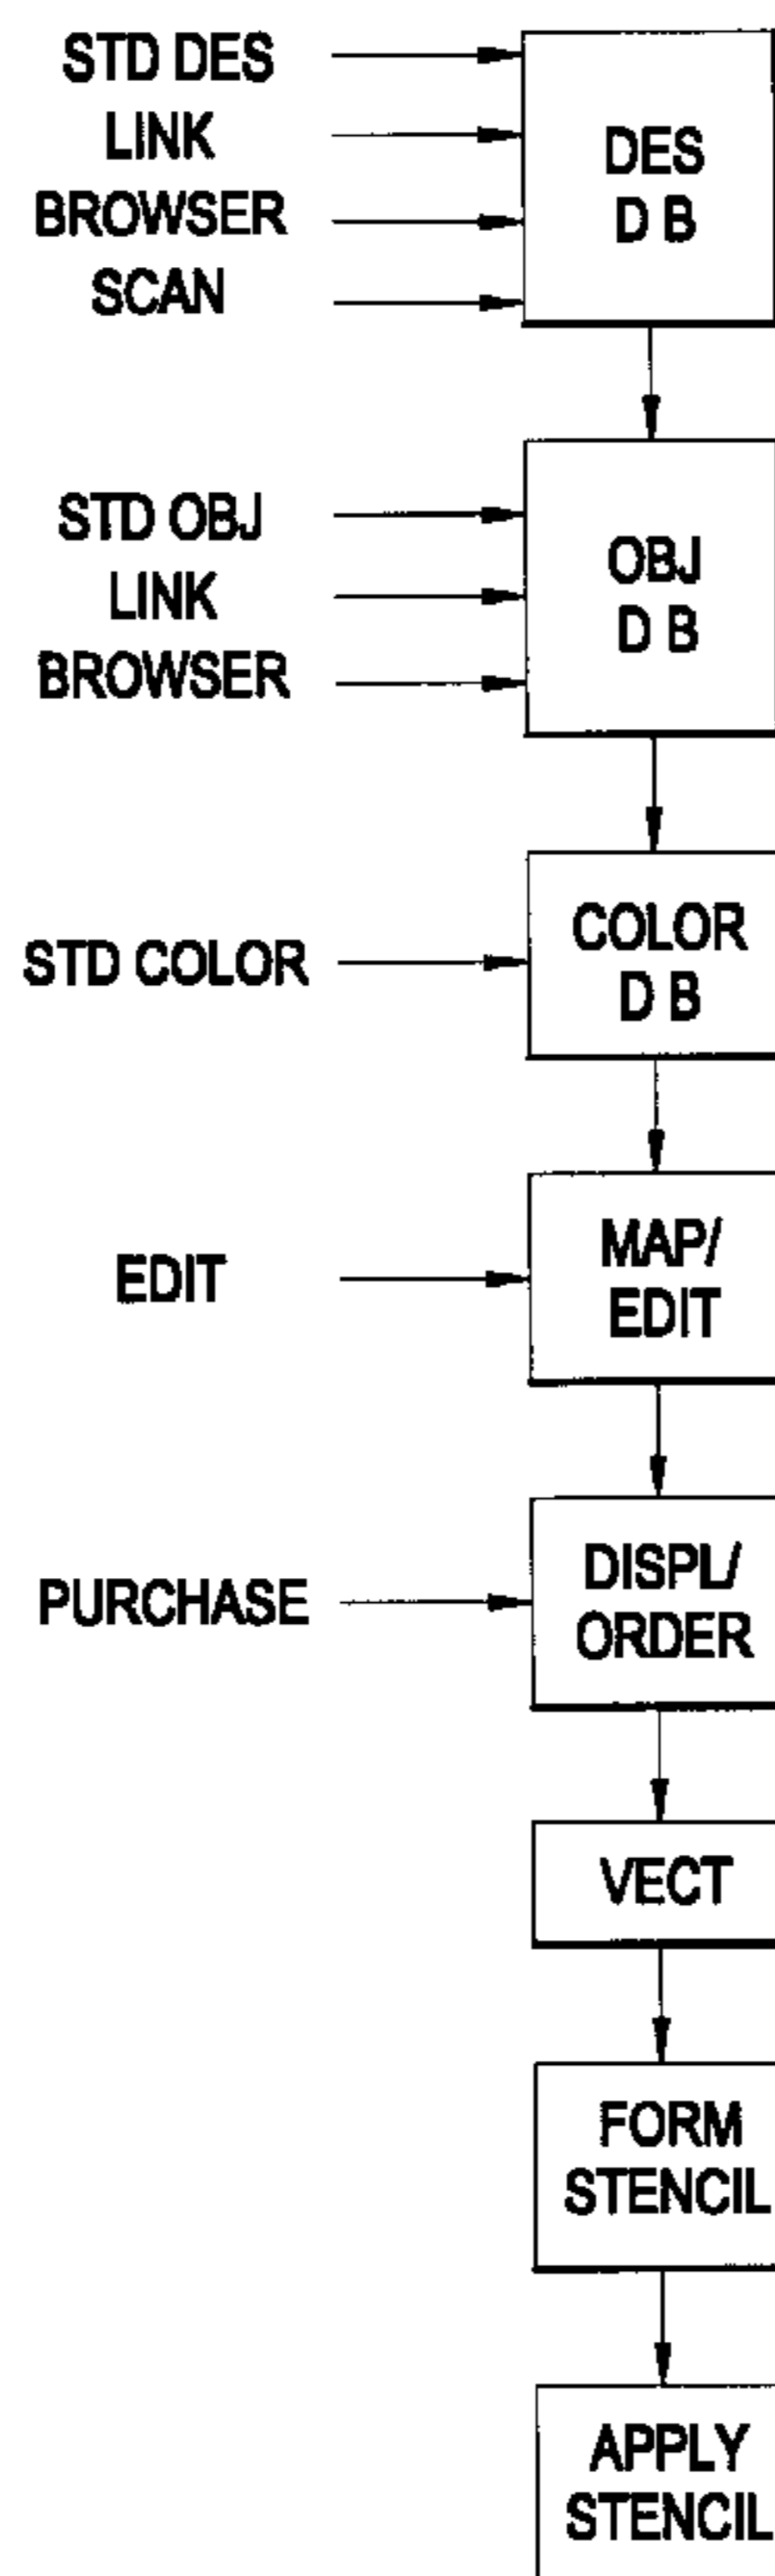 STD DES
LINK
BROWSER
SCAN
DES
D B
STD OBJ
LINK
BROWSER
OBJ
D B
STD COLOR
COLOR
D B
EDIT
MAP/
EDIT
PURCHASE
DISPL/
ORDER
VECT
FORM
STENCIL
APPLY
STENCIL